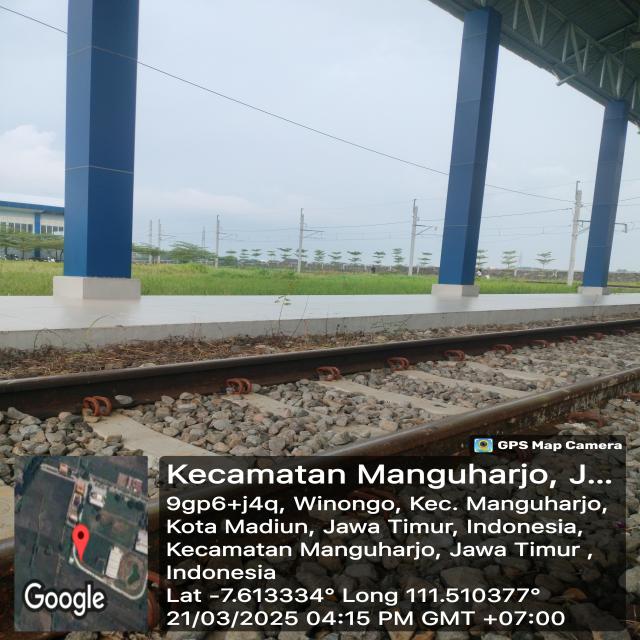 GPS Map Camera
Kecamatan Manguharjo, J...
9gp6+j4q, Winongo, Kec. Manguharjo,
Kota Madiun, Jawa Timur, Indonesia,
Kecamatan Manguharjo, Jawa Timur ,
Indonesia
Lat -7.613334° Long 111.510377°
21/03/2025 04:15 PM GMT +07:00
Google